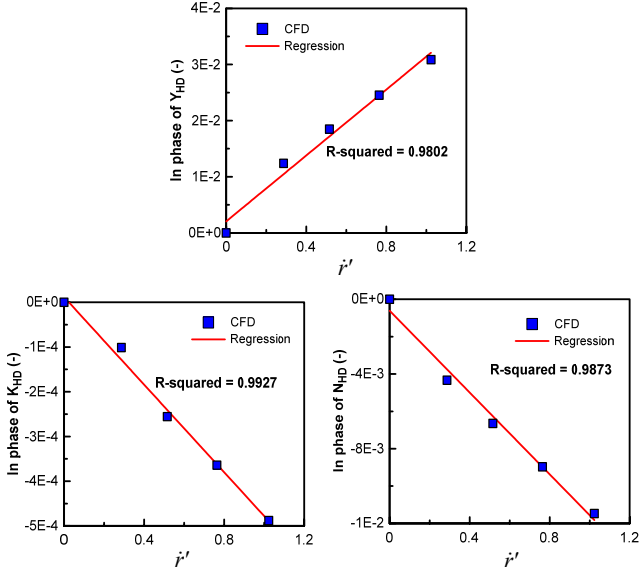 4E-2
3E-2
2E-2
1E-2
0E+0
In phase of Y_HD (-)
CFD
Regression
R-squared = 0.9802
0 0.4 0.8 1.2
ṙ′
0E+0
-1E-4
-2E-4
-3E-4
-4E-4
-5E-4
In phase of K_HD (-)
CFD
Regression
R-squared = 0.9927
0 0.4 0.8 1.2
ṙ′
0E+0
-4E-3
-8E-3
-1E-2
In phase of N_HD (-)
CFD
Regression
R-squared = 0.9873
0 0.4 0.8 1.2
ṙ′